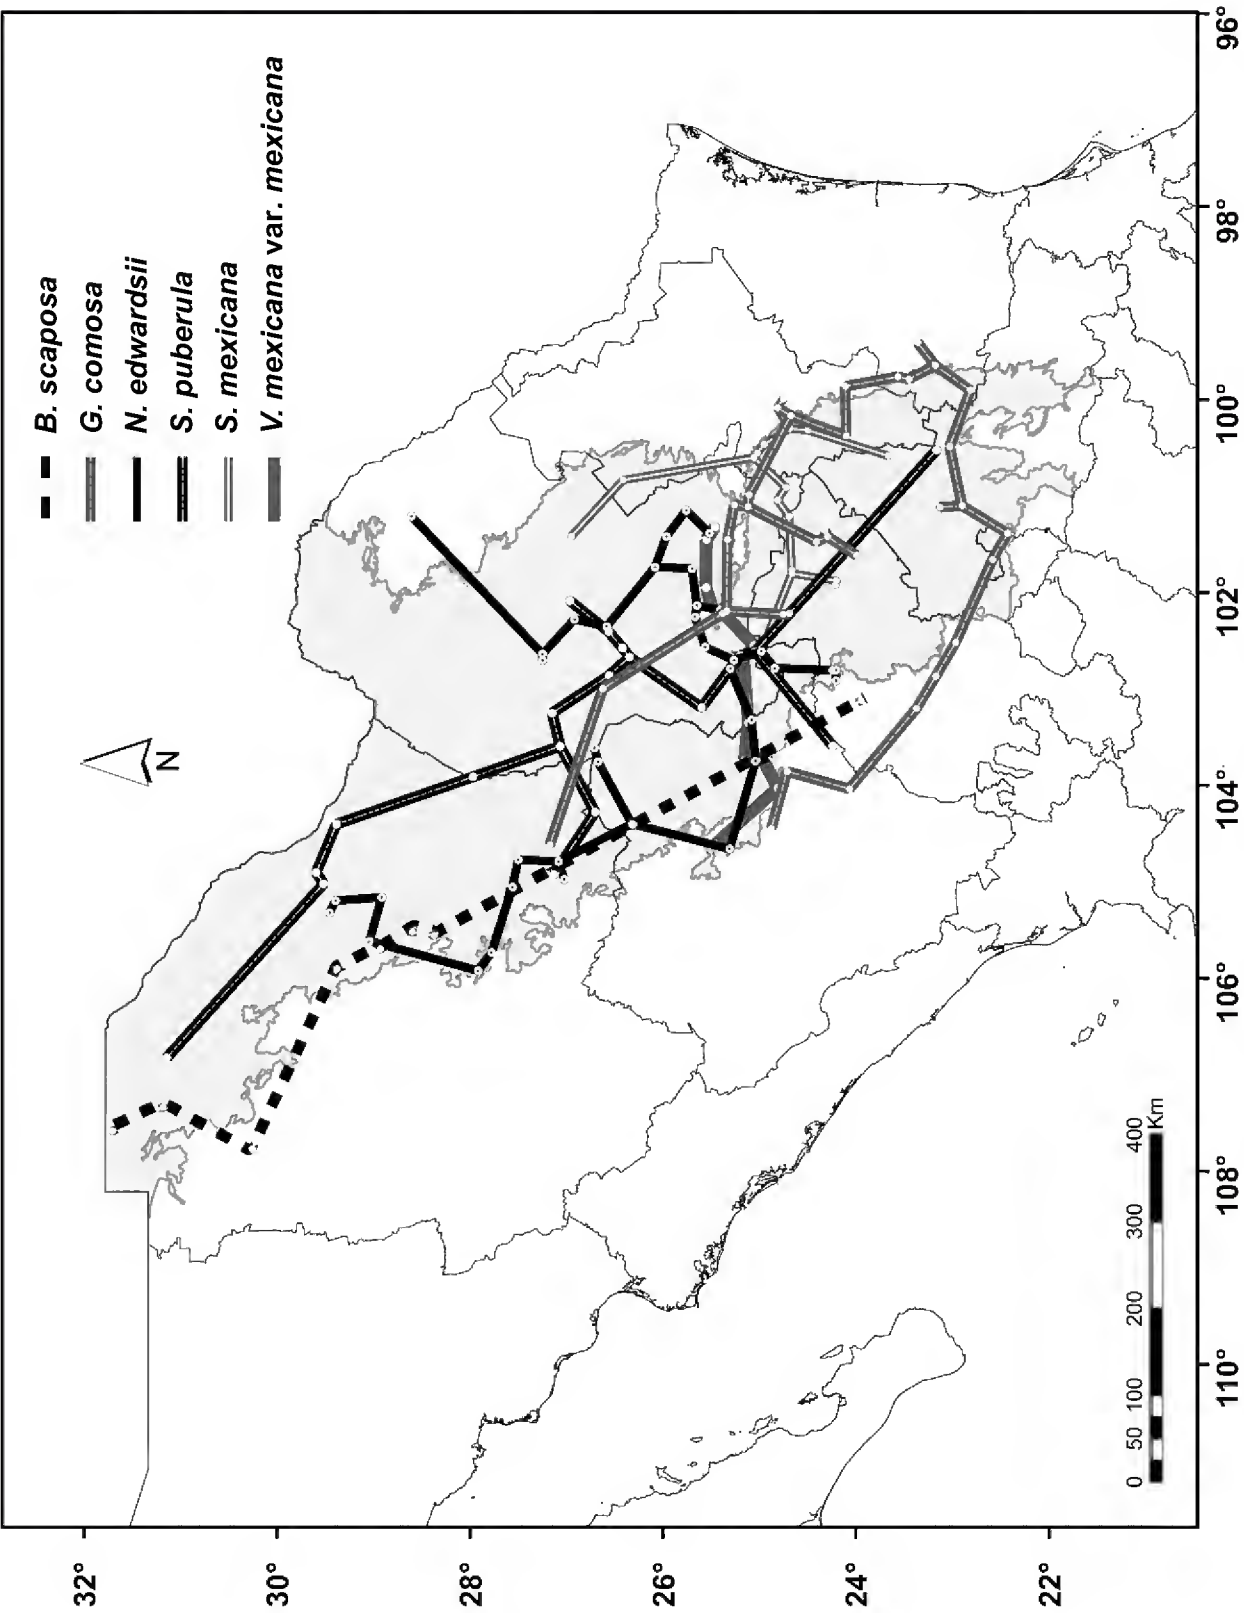 B. scaposa
G. comosa
N. edwardsii
S. puberula
S. mexicana
V. mexicana var. mexicana
N
0 50 100 200 300 400
Km
32°
30°
28°
26°
24°
22°
110°
108°
106°
104°
102°
100°
98°
96°